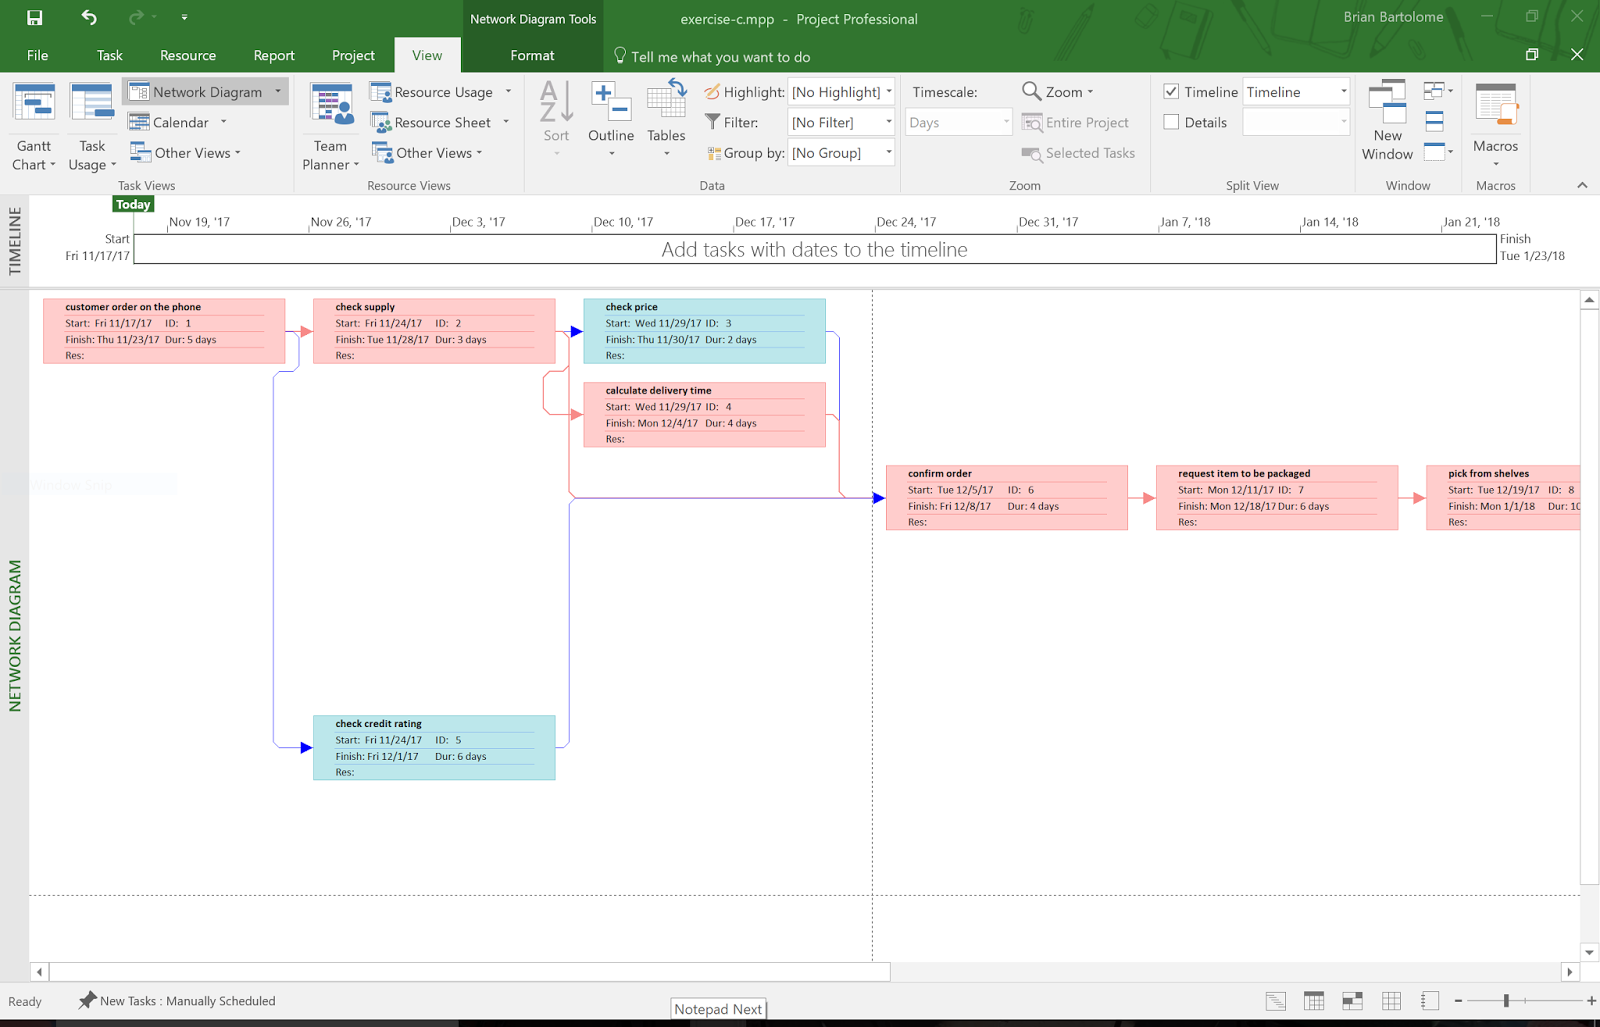 Network Diagram Tools
exercise-c.mpp - Project Professional
Brian Bartolome
File
Task
Resource
Report
Project
View
Format
Tell me what you want to do
Gantt Chart
Task Usage
Network Diagram
Calendar
Other Views
Task Views
Team Planner
Resource Usage
Resource Sheet
Other Views
Resource Views
Sort
Outline
Tables
Highlight: [No Highlight]
Filter: [No Filter]
Group by: [No Group]
Data
Timescale:
Days
Zoom
Entire Project
Selected Tasks
Zoom
Timeline Timeline
Details
Split View
New Window
Window
Macros
Macros
TIMELINE
Today
Nov 19, '17
Nov 26, '17
Dec 3, '17
Dec 10, '17
Dec 17, '17
Dec 24, '17
Dec 31, '17
Jan 7, '18
Jan 14, '18
Jan 21, '18
Start
Fri 11/17/17
Add tasks with dates to the timeline
Finish
Tue 1/23/18
NETWORK DIAGRAM
customer order on the phone
Start: Fri 11/17/17 ID: 1
Finish: Thu 11/23/17 Dur: 5 days
Res:
check supply
Start: Fri 11/24/17 ID: 2
Finish: Tue 11/28/17 Dur: 3 days
Res:
check price
Start: Wed 11/29/17 ID: 3
Finish: Thu 11/30/17 Dur: 2 days
Res:
calculate delivery time
Start: Wed 11/29/17 ID: 4
Finish: Mon 12/4/17 Dur: 4 days
Res:
confirm order
Start: Tue 12/5/17 ID: 6
Finish: Fri 12/8/17 Dur: 4 days
Res:
request item to be packaged
Start: Mon 12/11/17 ID: 7
Finish: Mon 12/18/17 Dur: 6 days
Res:
pick from shelves
Start: Tue 12/19/17 ID: 8
Finish: Mon 1/1/18 Dur: 10
Res:
Window Snip
check credit rating
Start: Fri 11/24/17 ID: 5
Finish: Fri 12/1/17 Dur: 6 days
Res:
Ready
New Tasks : Manually Scheduled
Notepad Next